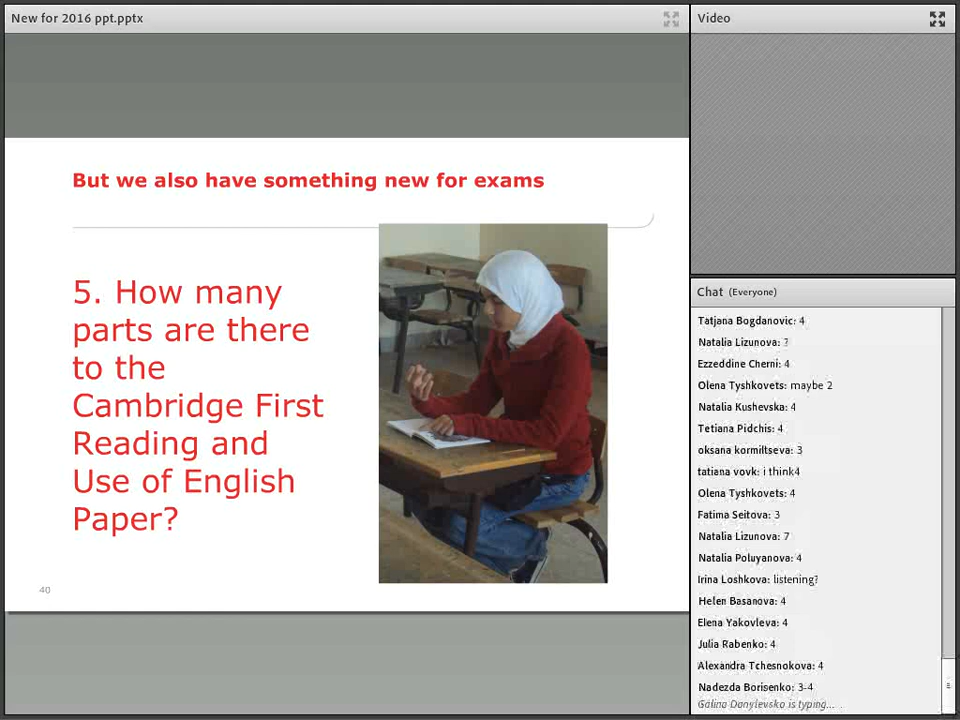 New for 2016 ppt.pptx
But we also have something new for exams
5. How many
parts are there
to the
Cambridge First
Reading and
Use of English
Paper?
40
Video
Chat (Everyone)
Tatjana Bogdanovic: 4
Natalia Lizunova: ?
Ezzeddine Cherni: 4
Olena Tyshkovets: maybe 2
Natalia Kushevska: 4
Tetiana Pidchis: 4
oksana kormiltseva: 3
tatiana vovk: i think4
Olena Tyshkovets: 4
Fatima Seitova: 3
Natalia Lizunova: 7
Natalia Poluyanova: 4
Irina Loshkova: listening?
Helen Basanova: 4
Elena Yakovleva: 4
Julia Rabenko: 4
Alexandra Tchesnokova: 4
Nadezda Borisenko: 3-4
Galina Danylevska is typing...